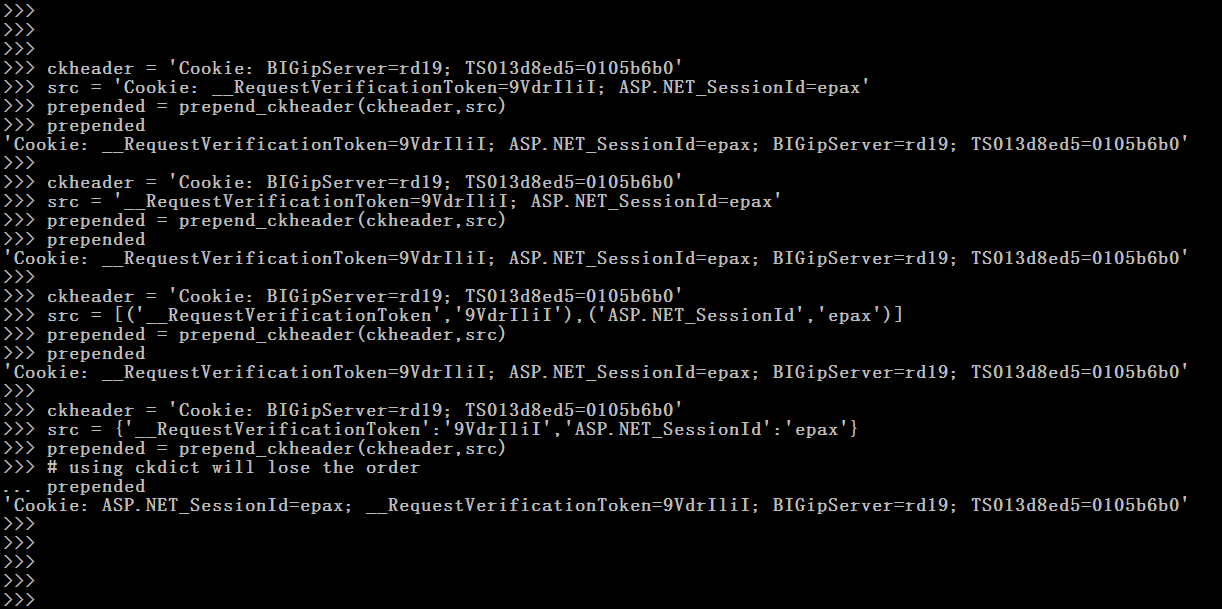 >>>
>>>
>>>
>>> ckheader = 'Cookie: BIGipServer=rd19; TS013d8ed5=0105b6b0'
>>> src = 'Cookie: __RequestVerificationToken=9VdrIliI; ASP.NET_SessionId=epax'
>>> prepended = prepend_ckheader(ckheader,src)
>>> prepended
'Cookie: __RequestVerificationToken=9VdrIliI; ASP.NET_SessionId=epax; BIGipServer=rd19; TS013d8ed5=0105b6b0'
>>>
>>> ckheader = 'Cookie: BIGipServer=rd19; TS013d8ed5=0105b6b0'
>>> src = '__RequestVerificationToken=9VdrIliI; ASP.NET_SessionId=epax'
>>> prepended = prepend_ckheader(ckheader,src)
>>> prepended
'Cookie: __RequestVerificationToken=9VdrIliI; ASP.NET_SessionId=epax; BIGipServer=rd19; TS013d8ed5=0105b6b0'
>>>
>>> ckheader = 'Cookie: BIGipServer=rd19; TS013d8ed5=0105b6b0'
>>> src = [('__RequestVerificationToken','9VdrIliI'),('ASP.NET_SessionId','epax')]
>>> prepended = prepend_ckheader(ckheader,src)
>>> prepended
'Cookie: __RequestVerificationToken=9VdrIliI; ASP.NET_SessionId=epax; BIGipServer=rd19; TS013d8ed5=0105b6b0'
>>>
>>> ckheader = 'Cookie: BIGipServer=rd19; TS013d8ed5=0105b6b0'
>>> src = {'__RequestVerificationToken':'9VdrIliI','ASP.NET_SessionId':'epax'}
>>> prepended = prepend_ckheader(ckheader,src)
>>> # using ckdict will lose the order
... prepended
'Cookie: ASP.NET_SessionId=epax; __RequestVerificationToken=9VdrIliI; BIGipServer=rd19; TS013d8ed5=0105b6b0'
>>>
>>>
>>>
>>>
>>>